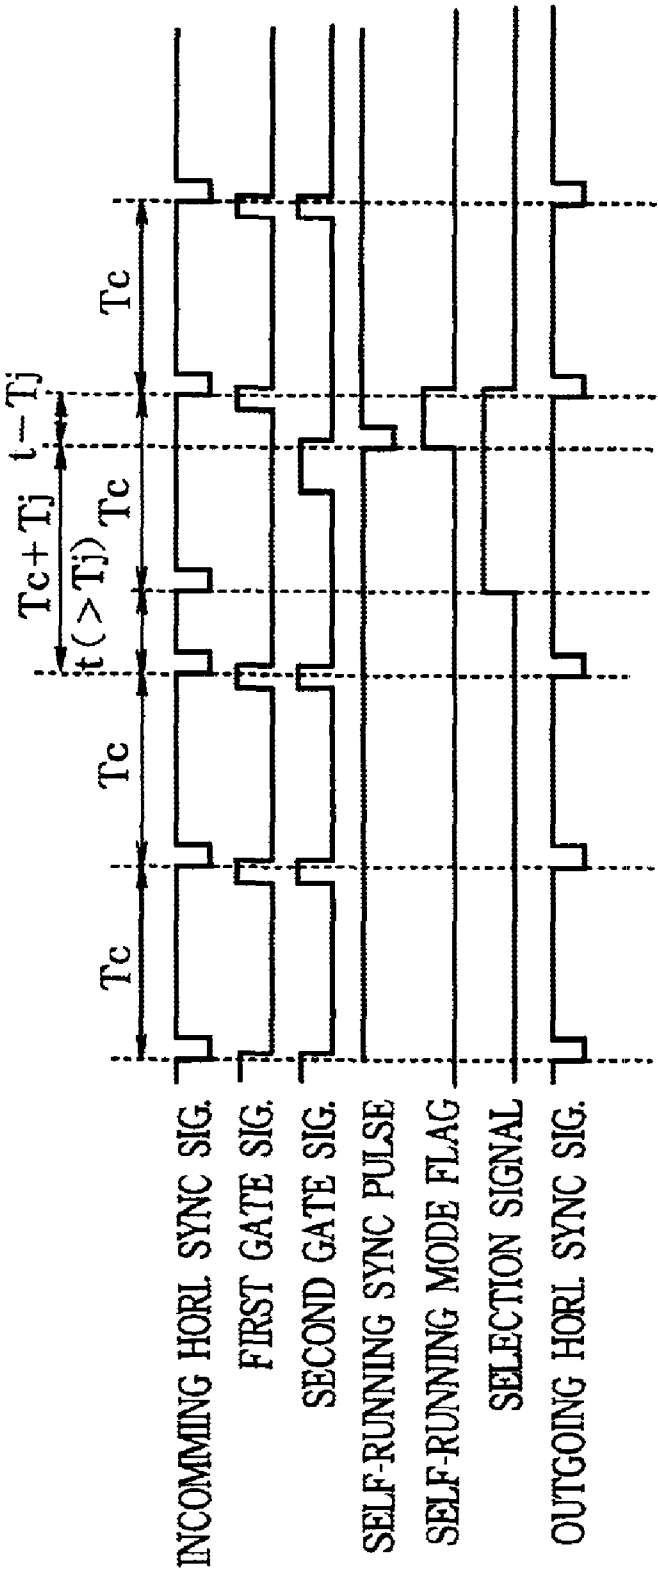 Tc+Tj
t-Tj
Tc
Tc
t(>Tj)
Tc
Tc
INCOMMING HORI. SYNC SIG.
FIRST GATE SIG.
SECOND GATE SIG.
SELF-RUNNING SYNC PULSE
SELF-RUNNING MODE FLAG
SELECTION SIGNAL
OUTGOING HORI. SYNC SIG.